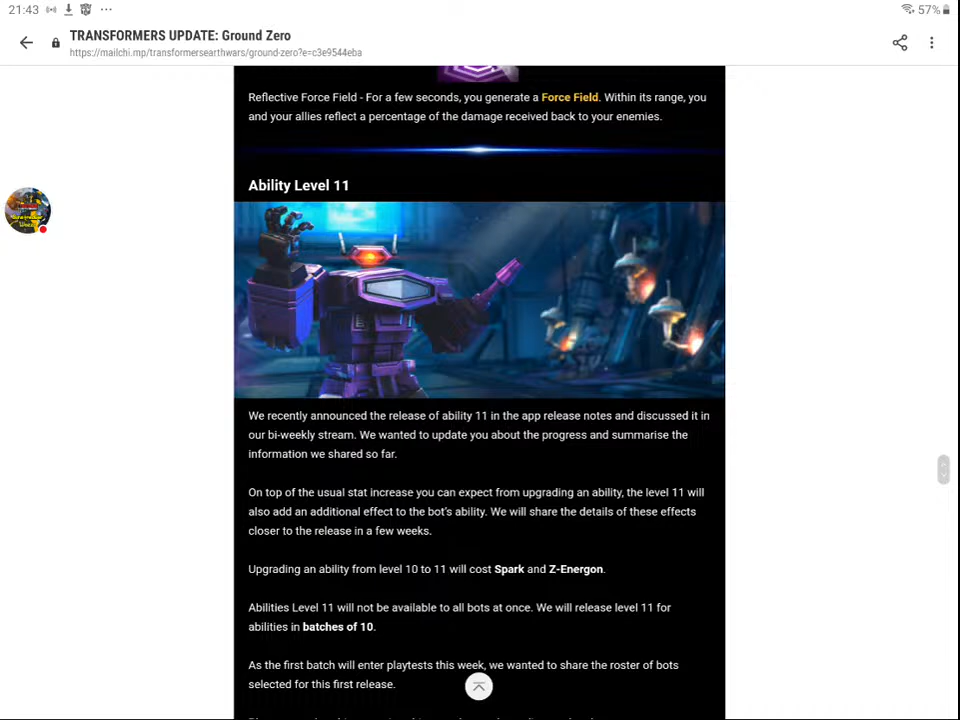 21:43
57%
TRANSFORMERS UPDATE: Ground Zero
https://mailchi.mp/transformersearthwars/ground-zero?e=c3e9544eba
Reflective Force Field - For a few seconds, you generate a Force Field. Within its range, you
and your allies reflect a percentage of the damage received back to your enemies.
Ability Level 11
We recently announced the release of ability 11 in the app release notes and discussed it in
our bi-weekly stream. We wanted to update you about the progress and summarise the
information we shared so far.
On top of the usual stat increase you can expect from upgrading an ability, the level 11 will
also add an additional effect to the bot's ability. We will share the details of these effects
closer to the release in a few weeks.
Upgrading an ability from level 10 to 11 will cost Spark and Z-Energon.
Abilities Level 11 will not be available to all bots at once. We will release level 11 for
abilities in batches of 10.
As the first batch will enter playtests this week, we wanted to share the roster of bots
selected for this first release.